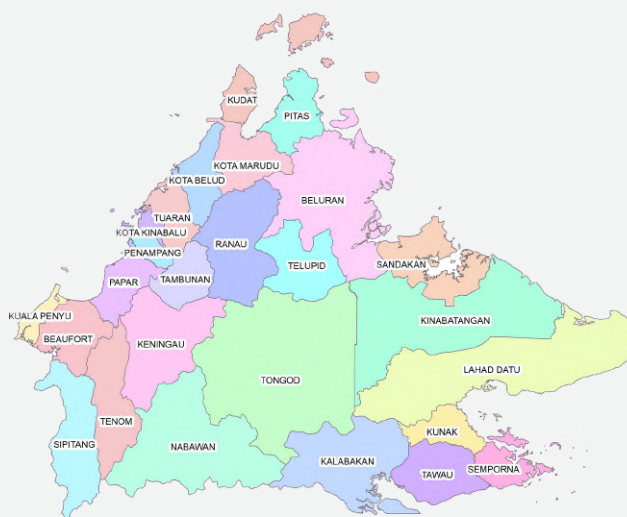 KUDAT
PITAS
KOTA MARUDU
KOTA BELUD
BELURAN
TUARAN
KOTA KINABALU
RANAU
PENAMPANG
TELUPID
SANDAKAN
PAPAR
TAMBUNAN
KUALA PENYU
KINABATANGAN
BEAUFORT
KENINGAU
LAHAD DATU
TONGOD
TENOM
KUNAK
SIPITANG
NABAWAN
KALABAKAN
SEMPORNA
TAWAU